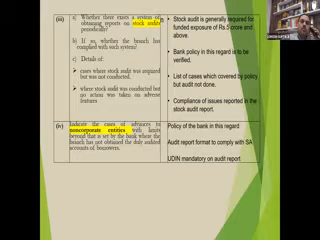 (iii)
a) Whether there exists a system of
obtaining reports on stock audits
periodically?
b) If so, whether the branch has
complied with such system?
c) Details of:
cases where stock audit was required
but was not conducted.
where stock audit was conducted but
no action was taken on adverse
features
• Stock audit is generally required for
funded exposure of Rs.5 crore and
above.
• Bank policy in this regard is to be
verified.
• List of cases which covered by policy
but audit not done.
• Compliance of issues reported in the
stock audit report.
(iv)
Indicate the cases of advances to
noncorporate entities with limits
beyond that is set by the bank where the
branch has not obtained the duly audited
accounts of borrowers.
Policy of the bank in this regard
Audit report format to comply with SA
UDIN mandatory on audit report